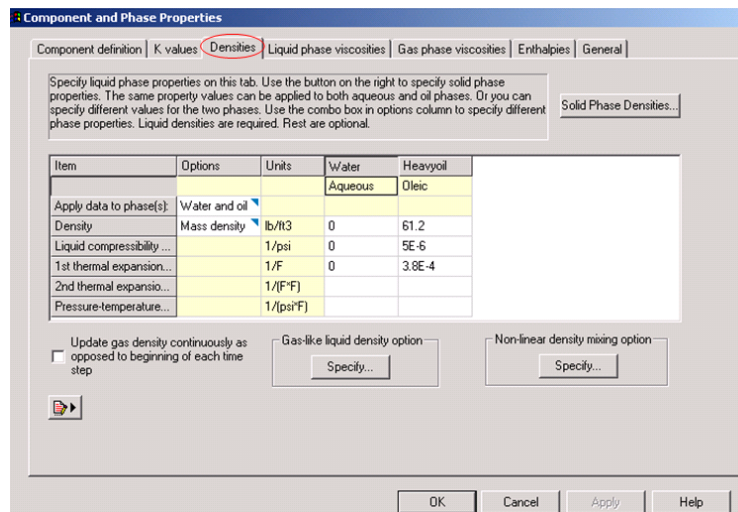 Component and Phase Properties
Component definition K values Densities Liquid phase viscosities Gas phase viscosities Enthalpies General
Specify liquid phase properties on this tab. Use the button on the right to specify solid phase
properties. The same property values can be applied to both aqueous and oil phases. Or you can
specify different values for the two phases. Use the combo box in options column to specify different
phase properties. Liquid densities are required. Rest are optional.
Solid Phase Densities...
Item Options Units Water Heavyoil
Aqueous Oleic
Apply data to phase(s): Water and oil
Density Mass density lb/ft3 0 61.2
Liquid compressibility ... 1/psi 0 5E-6
1st thermal expansion... 1/F 0 3.8E-4
2nd thermal expansio... 1/(F*F)
Pressure-temperature... 1/(psi*F)
Update gas density continuously as
opposed to beginning of each time
step
Gas-like liquid density option
Specify...
Non-linear density mixing option
Specify...
OK Cancel Apply Help